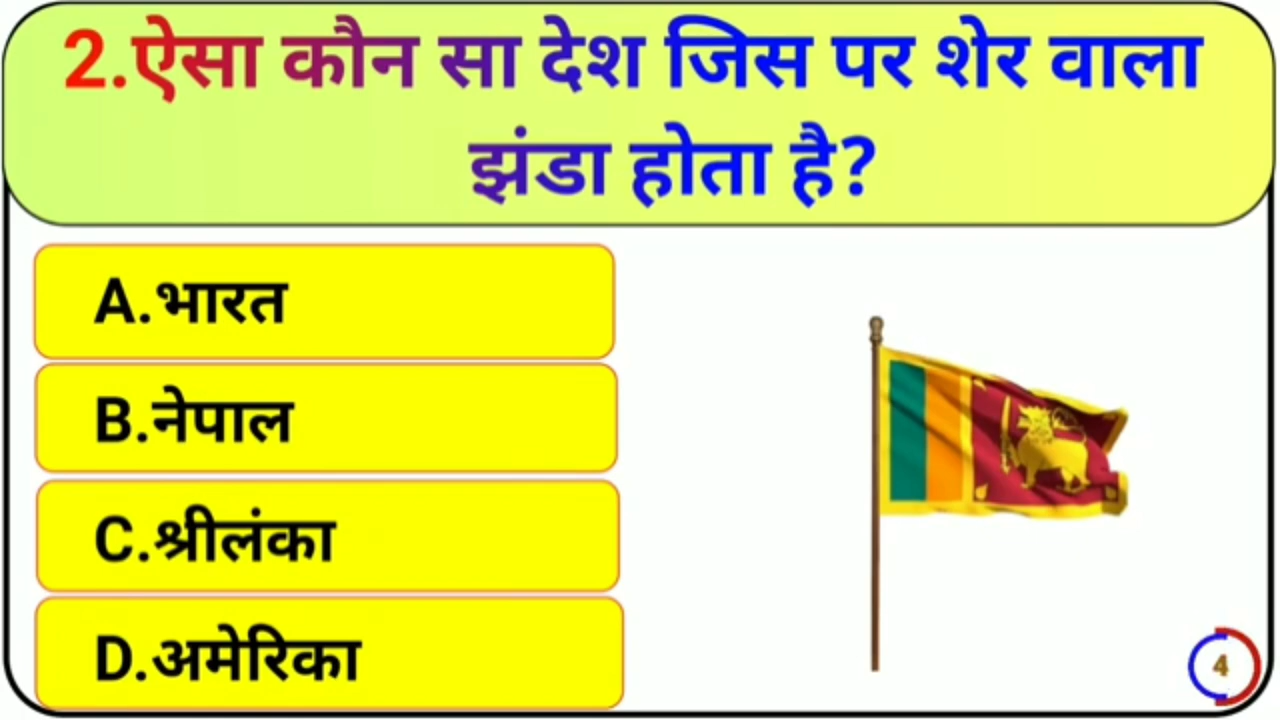 2.ऐसा कौन सा देश जिस पर शेर वाला
झंडा होता है?
A.भारत
B.नेपाल
C.श्रीलंका
D.अमेरिका
4